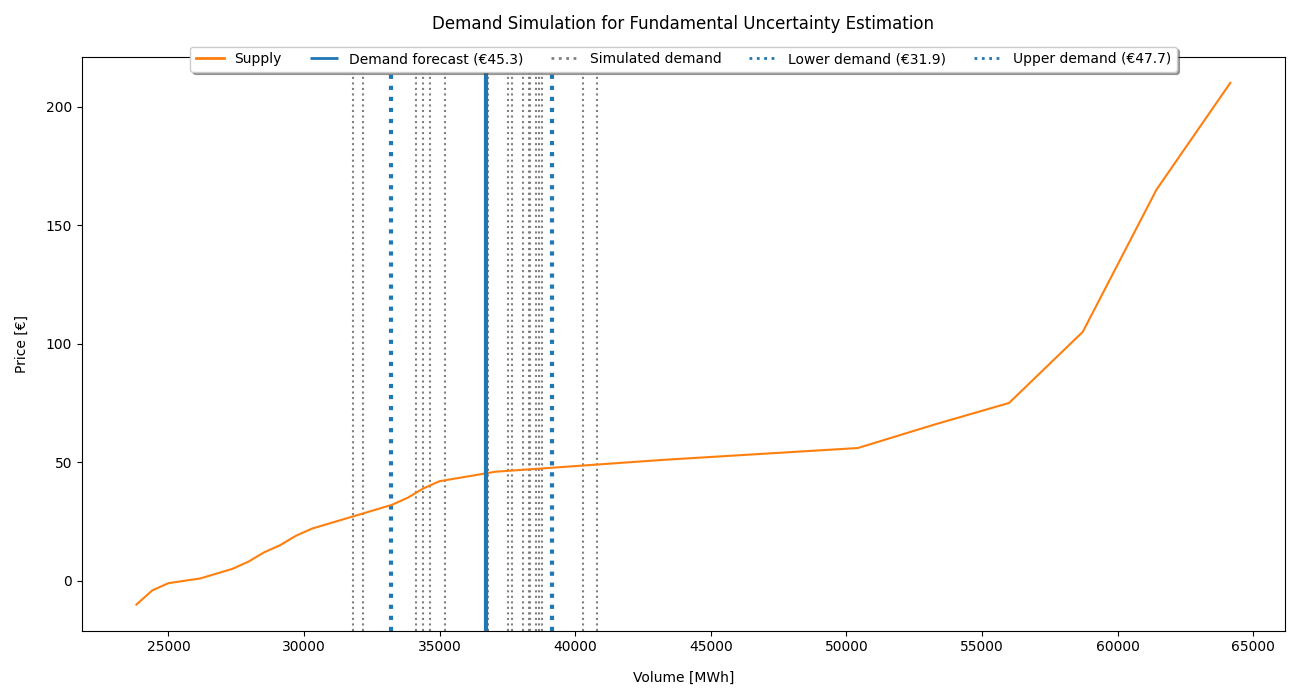 Demand Simulation for Fundamental Uncertainty Estimation
Supply Demand forecast (€45.3) Simulated demand Lower demand (€31.9) Upper demand (€47.7)
Price [€]
200
150
100
50
0
25000 30000 35000 40000 45000 50000 55000 60000 65000
Volume [MWh]